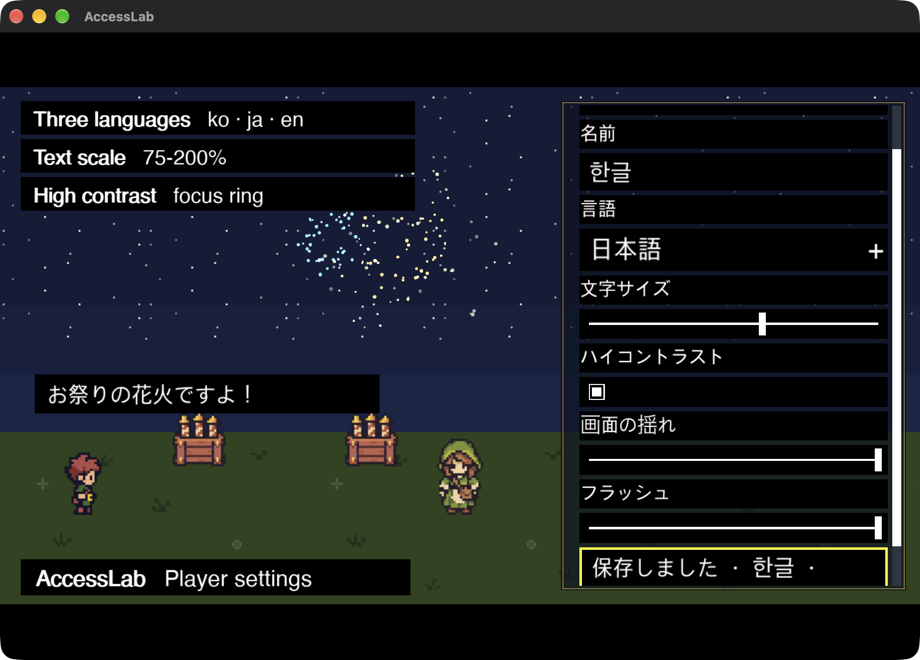 AccessLab
Three languages ko · ja · en
Text scale 75-200%
High contrast focus ring
お祭りの花火ですよ！
AccessLab Player settings
名前
한글
言語
日本語 +
文字サイズ
ハイコントラスト
画面の揺れ
フラッシュ
保存しました · 한글 ·